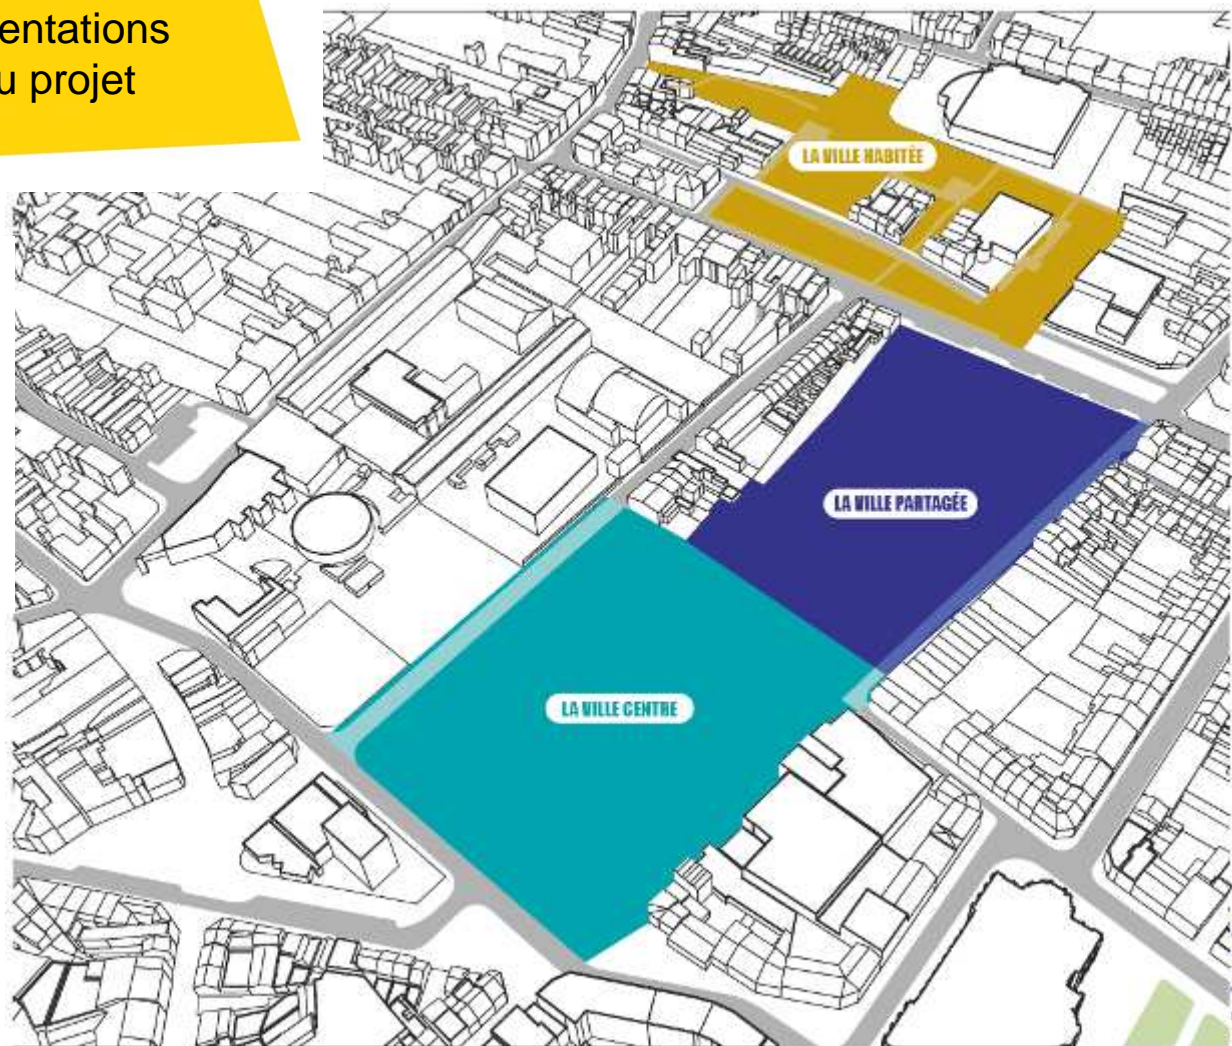 entations
u projet
LA VILLE HABITÉE
LA VILLE PARTAGÉE
LA VILLE CENTRE